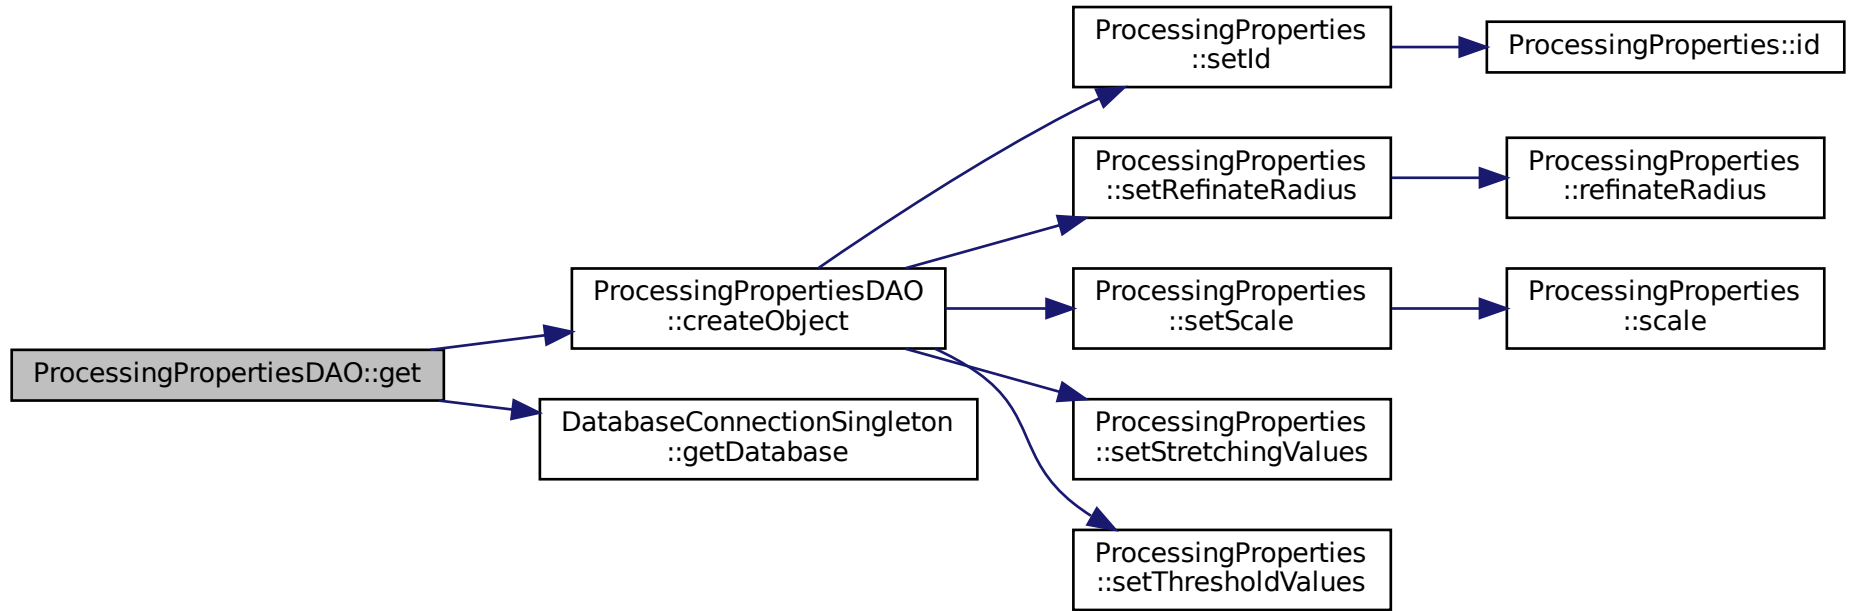 ProcessingPropertiesDAO::get
ProcessingPropertiesDAO
::createObject
DatabaseConnectionSingleton
::getDatabase
ProcessingProperties
::setId
ProcessingProperties::id
ProcessingProperties
::setRefinateRadius
ProcessingProperties
::refinateRadius
ProcessingProperties
::setScale
ProcessingProperties
::scale
ProcessingProperties
::setStretchingValues
ProcessingProperties
::setThresholdValues